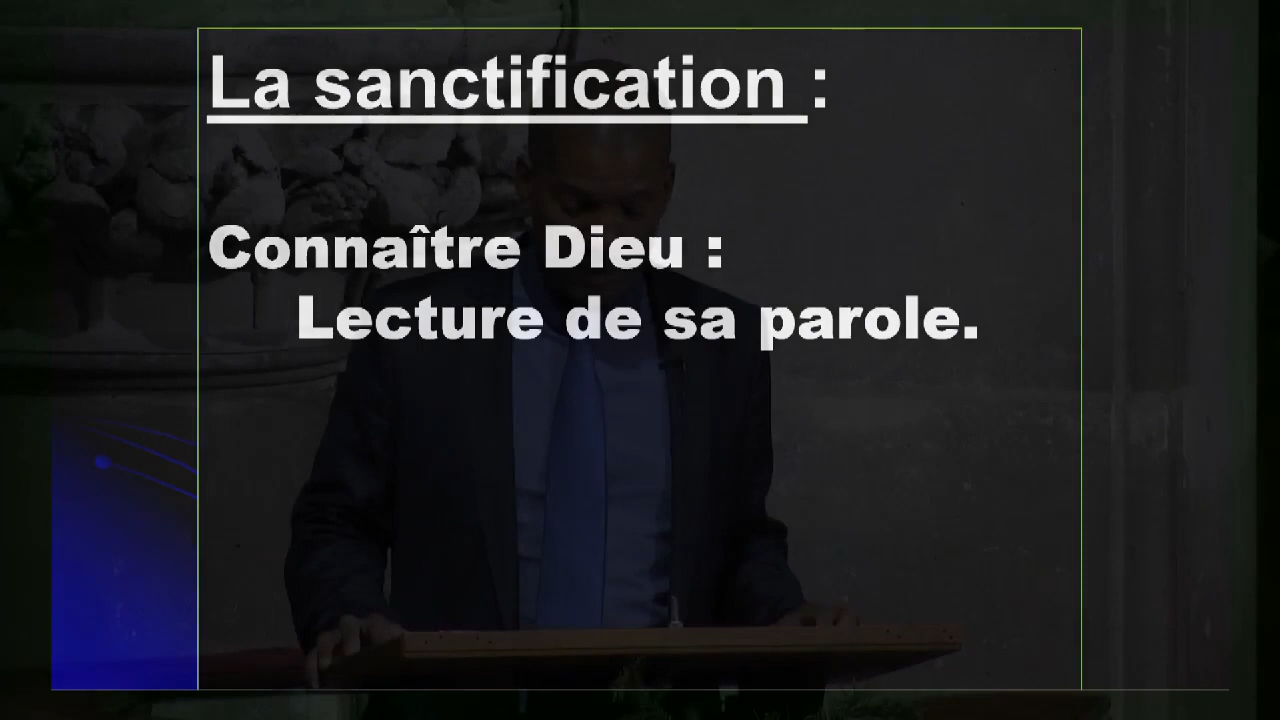 La sanctification :
Connaître Dieu :
Lecture de sa parole.